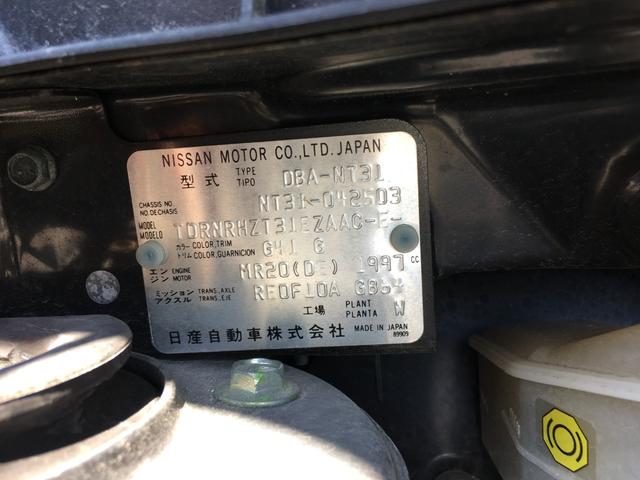 NISSAN MOTOR CO., LTD. JAPAN
型式 TYPE TIPO DBA-NT31
CHASSIS NO. NO.DECHASIS NT31-042503
MODEL MODELO TDRNRHZT31EZAAC-E-
カラー COLOR,TRIM トリム COLOR,GUARNICION G41 G
エンジン ENGINE MOTOR MR20(DE) 1997 CC
ミッション TRANS.,AXLE アクスル TRANS.,EJE RE0F10A GB54
工場 PLANT PLANTA W
日産自動車株式会社 MADE IN JAPAN
89909